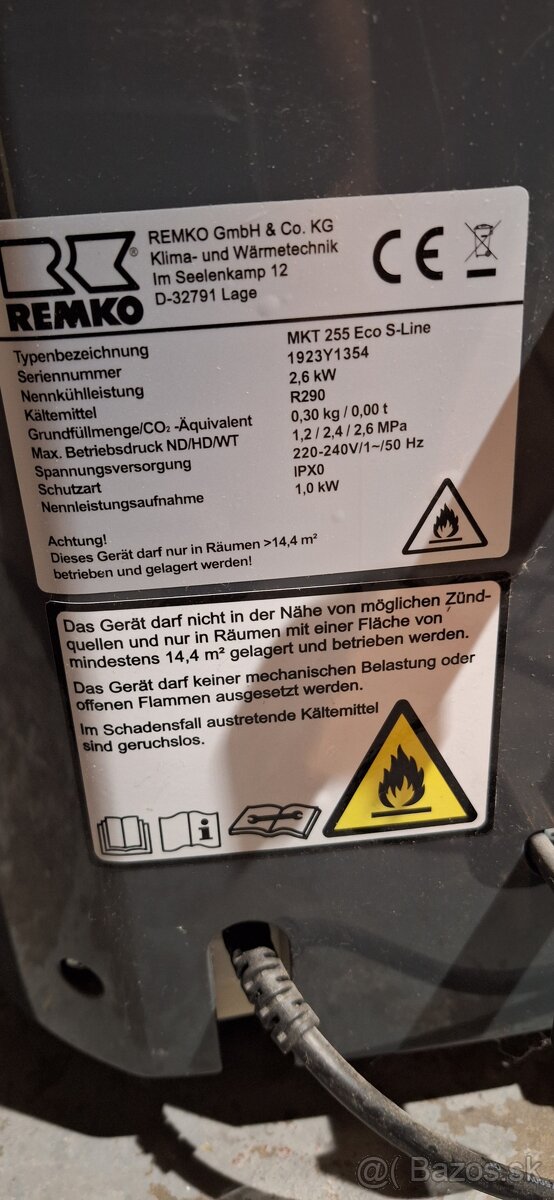 REMKO GmbH & Co. KG
Klima- und Wärmetechnik
Im Seelenkamp 12
D-32791 Lage
®
REMKO
CE
Typenbezeichnung MKT 255 Eco S-Line
Seriennummer 1923Y1354
Nennkühlleistung 2,6 kW
Kältemittel R290
Grundfüllmenge/CO₂ -Äquivalent 0,30 kg / 0,00 t
Max. Betriebsdruck ND/HD/WT 1,2 / 2,4 / 2,6 MPa
Spannungsversorgung 220-240V/1~/50 Hz
Schutzart IPX0
Nennleistungsaufnahme 1,0 kW
Achtung!
Dieses Gerät darf nur in Räumen >14,4 m²
betrieben und gelagert werden!
Das Gerät darf nicht in der Nähe von möglichen Zünd-
quellen und nur in Räumen mit einer Fläche von
mindestens 14,4 m² gelagert und betrieben werden.
Das Gerät darf keiner mechanischen Belastung oder
offenen Flammen ausgesetzt werden.
Im Schadensfall austretende Kältemittel
sind geruchslos.
i
@( Bazos.sk